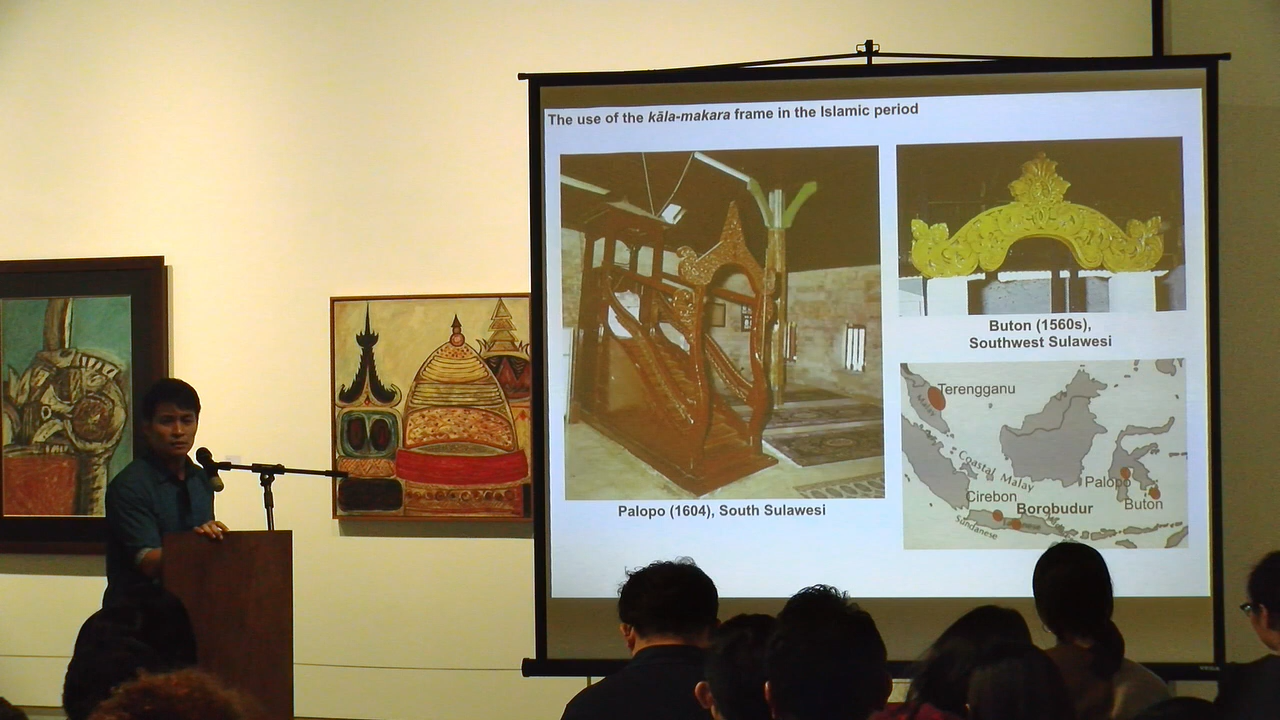 The use of the kāla-makara frame in the Islamic period
Palopo (1604), South Sulawesi
Buton (1560s),
Southwest Sulawesi
Terengganu
Malay
Coastal Malay
Palopo
Cirebon
Borobudur
Buton
Sundanese